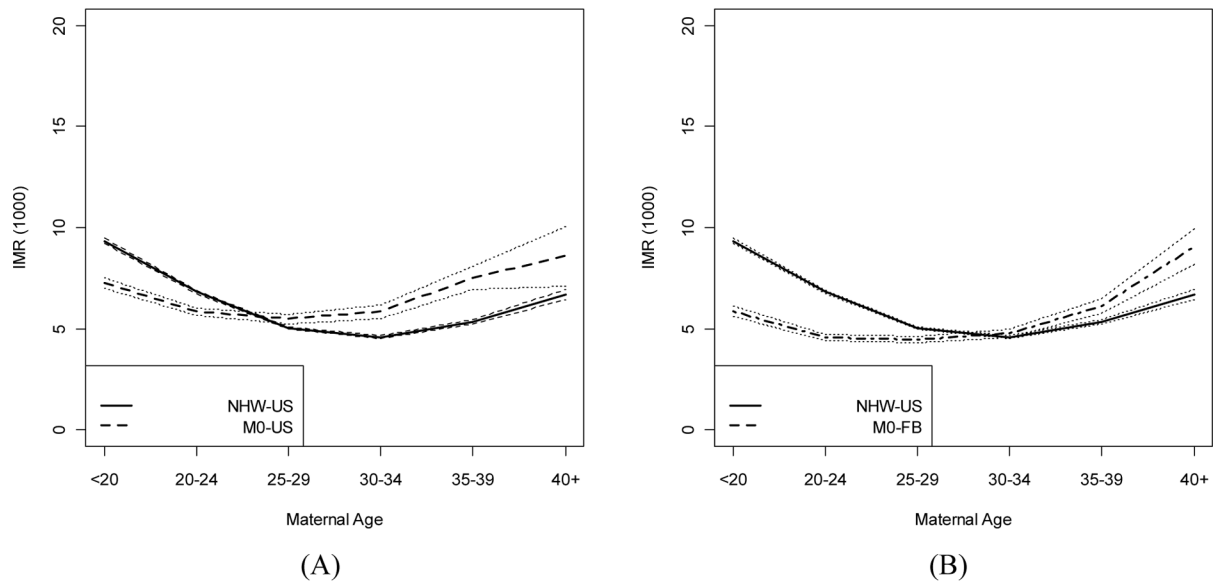 20
15
10
5
0
IMR (1000)
NHW-US
M0-US
<20 20-24 25-29 30-34 35-39 40+
Maternal Age
(A)
20
15
10
5
0
IMR (1000)
NHW-US
M0-FB
<20 20-24 25-29 30-34 35-39 40+
Maternal Age
(B)